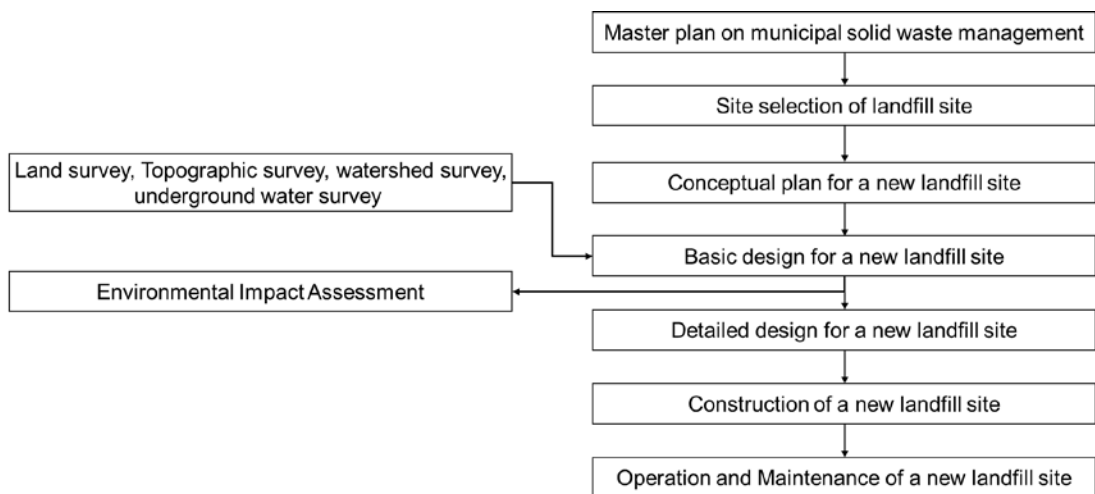 Master plan on municipal solid waste management
Site selection of landfill site
Land survey, Topographic survey, watershed survey,
underground water survey
Conceptual plan for a new landfill site
Basic design for a new landfill site
Environmental Impact Assessment
Detailed design for a new landfill site
Construction of a new landfill site
Operation and Maintenance of a new landfill site